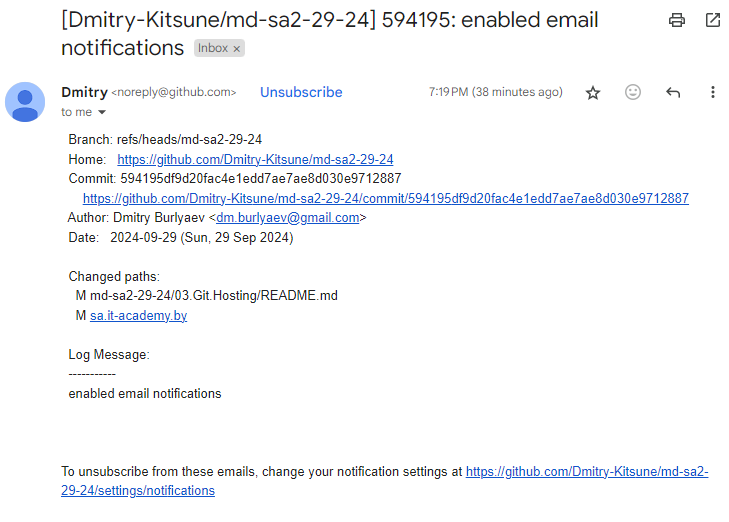 [Dmitry-Kitsune/md-sa2-29-24] 594195: enabled email
notifications Inbox ×
Dmitry <noreply@github.com> Unsubscribe 7:19 PM (38 minutes ago)
to me
Branch: refs/heads/md-sa2-29-24
Home: https://github.com/Dmitry-Kitsune/md-sa2-29-24
Commit: 594195df9d20fac4e1edd7ae7ae8d030e9712887
https://github.com/Dmitry-Kitsune/md-sa2-29-24/commit/594195df9d20fac4e1edd7ae7ae8d030e9712887
Author: Dmitry Burlyaev <dm.burlyaev@gmail.com>
Date: 2024-09-29 (Sun, 29 Sep 2024)
Changed paths:
M md-sa2-29-24/03.Git.Hosting/README.md
M sa.it-academy.by
Log Message:
-----------
enabled email notifications
To unsubscribe from these emails, change your notification settings at https://github.com/Dmitry-Kitsune/md-sa2-
29-24/settings/notifications